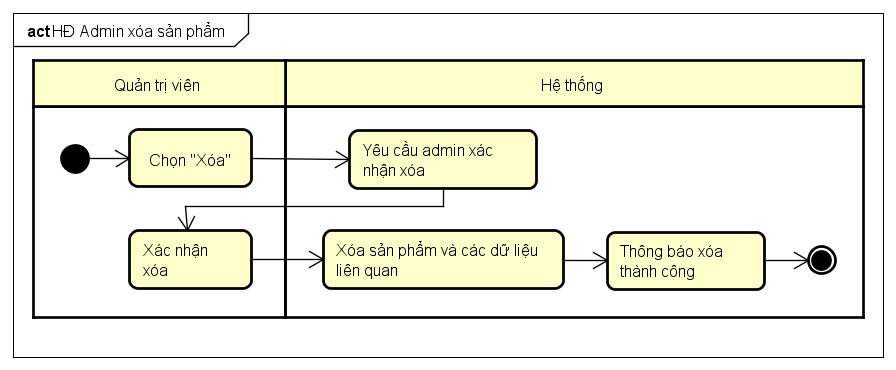 act HĐ Admin xóa sản phẩm
Quản trị viên
Hệ thống
Chọn "Xóa"
Yêu cầu admin xác
nhận xóa
Xác nhận
xóa
Xóa sản phẩm và các dữ liệu
liên quan
Thông báo xóa
thành công